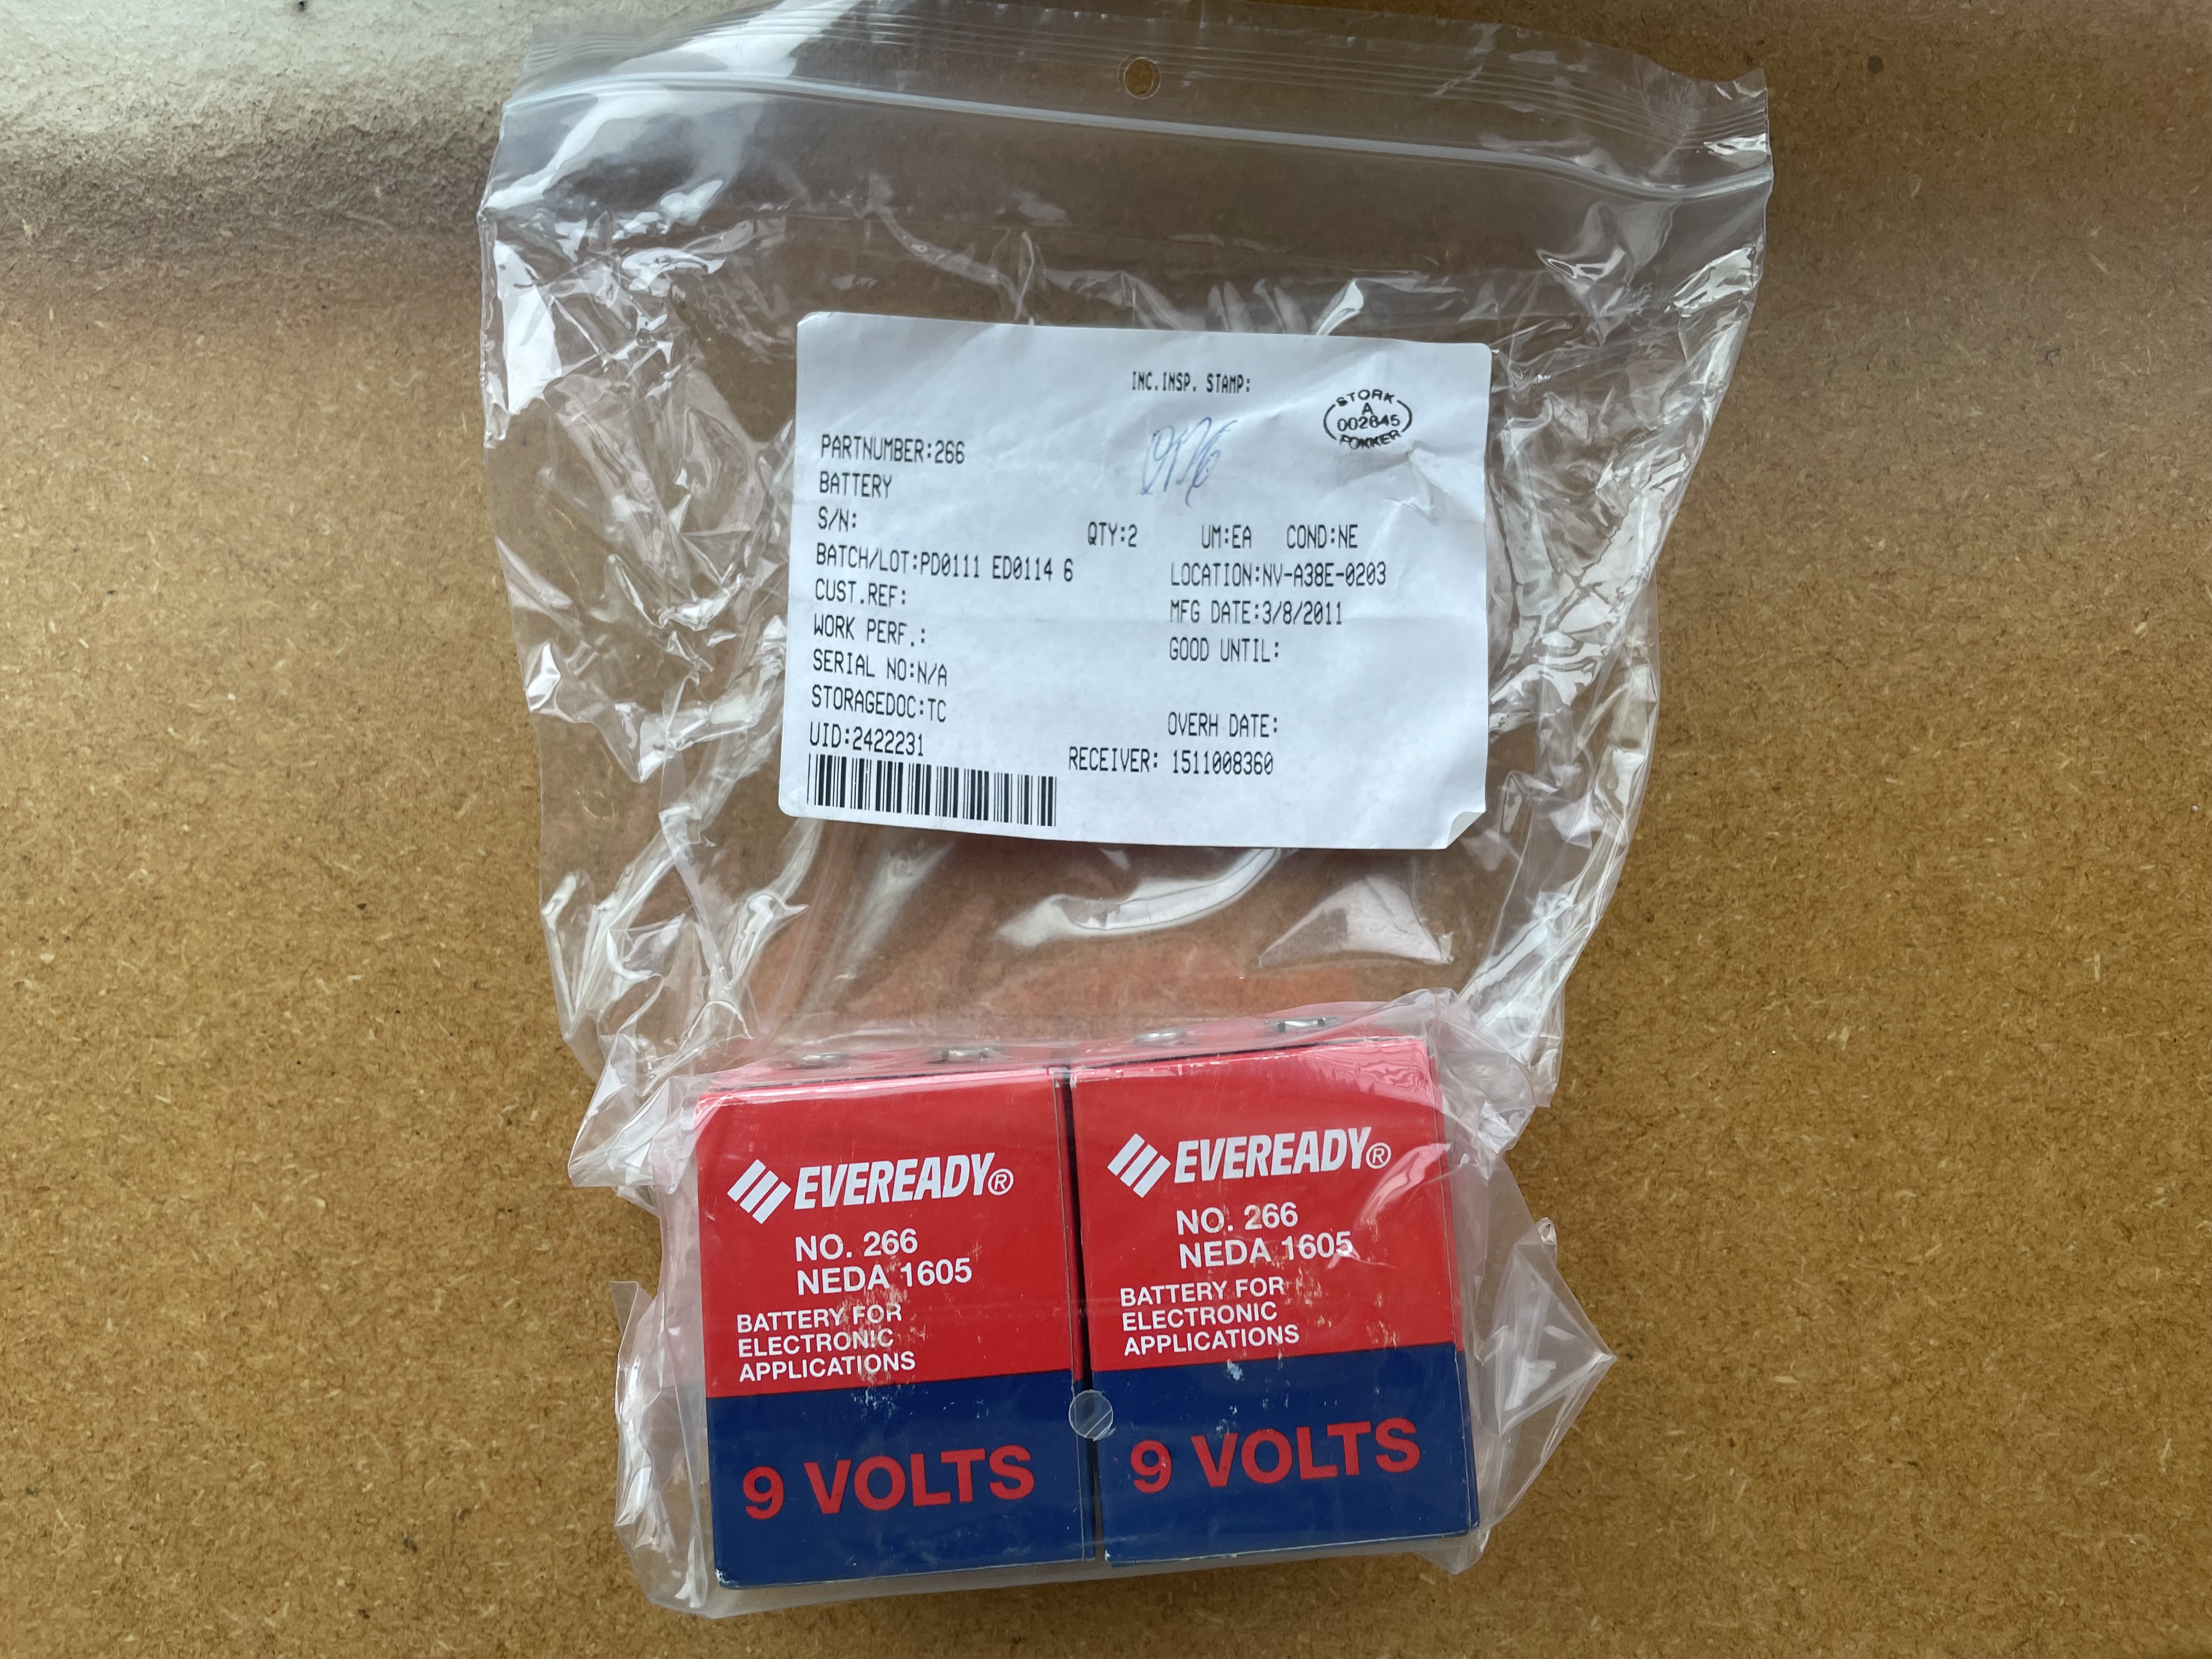 INC.INSP. STAMP:
STORK
A
002845
FOKKER
PARTNUMBER:266
BATTERY
S/N:
QTY:2 UM:EA COND:NE
BATCH/LOT:PD0111 ED0114 6
LOCATION:NV-A38E-0203
CUST.REF:
MFG DATE:3/8/2011
WORK PERF.:
GOOD UNTIL:
SERIAL NO:N/A
STORAGEDOC:TC
OVERH DATE:
UID:2422231
RECEIVER: 1511008360
EVEREADY®
NO. 266
NEDA 1605
BATTERY FOR
ELECTRONIC
APPLICATIONS
9 VOLTS
EVEREADY®
NO. 266
NEDA 1605
BATTERY FOR
ELECTRONIC
APPLICATIONS
9 VOLTS